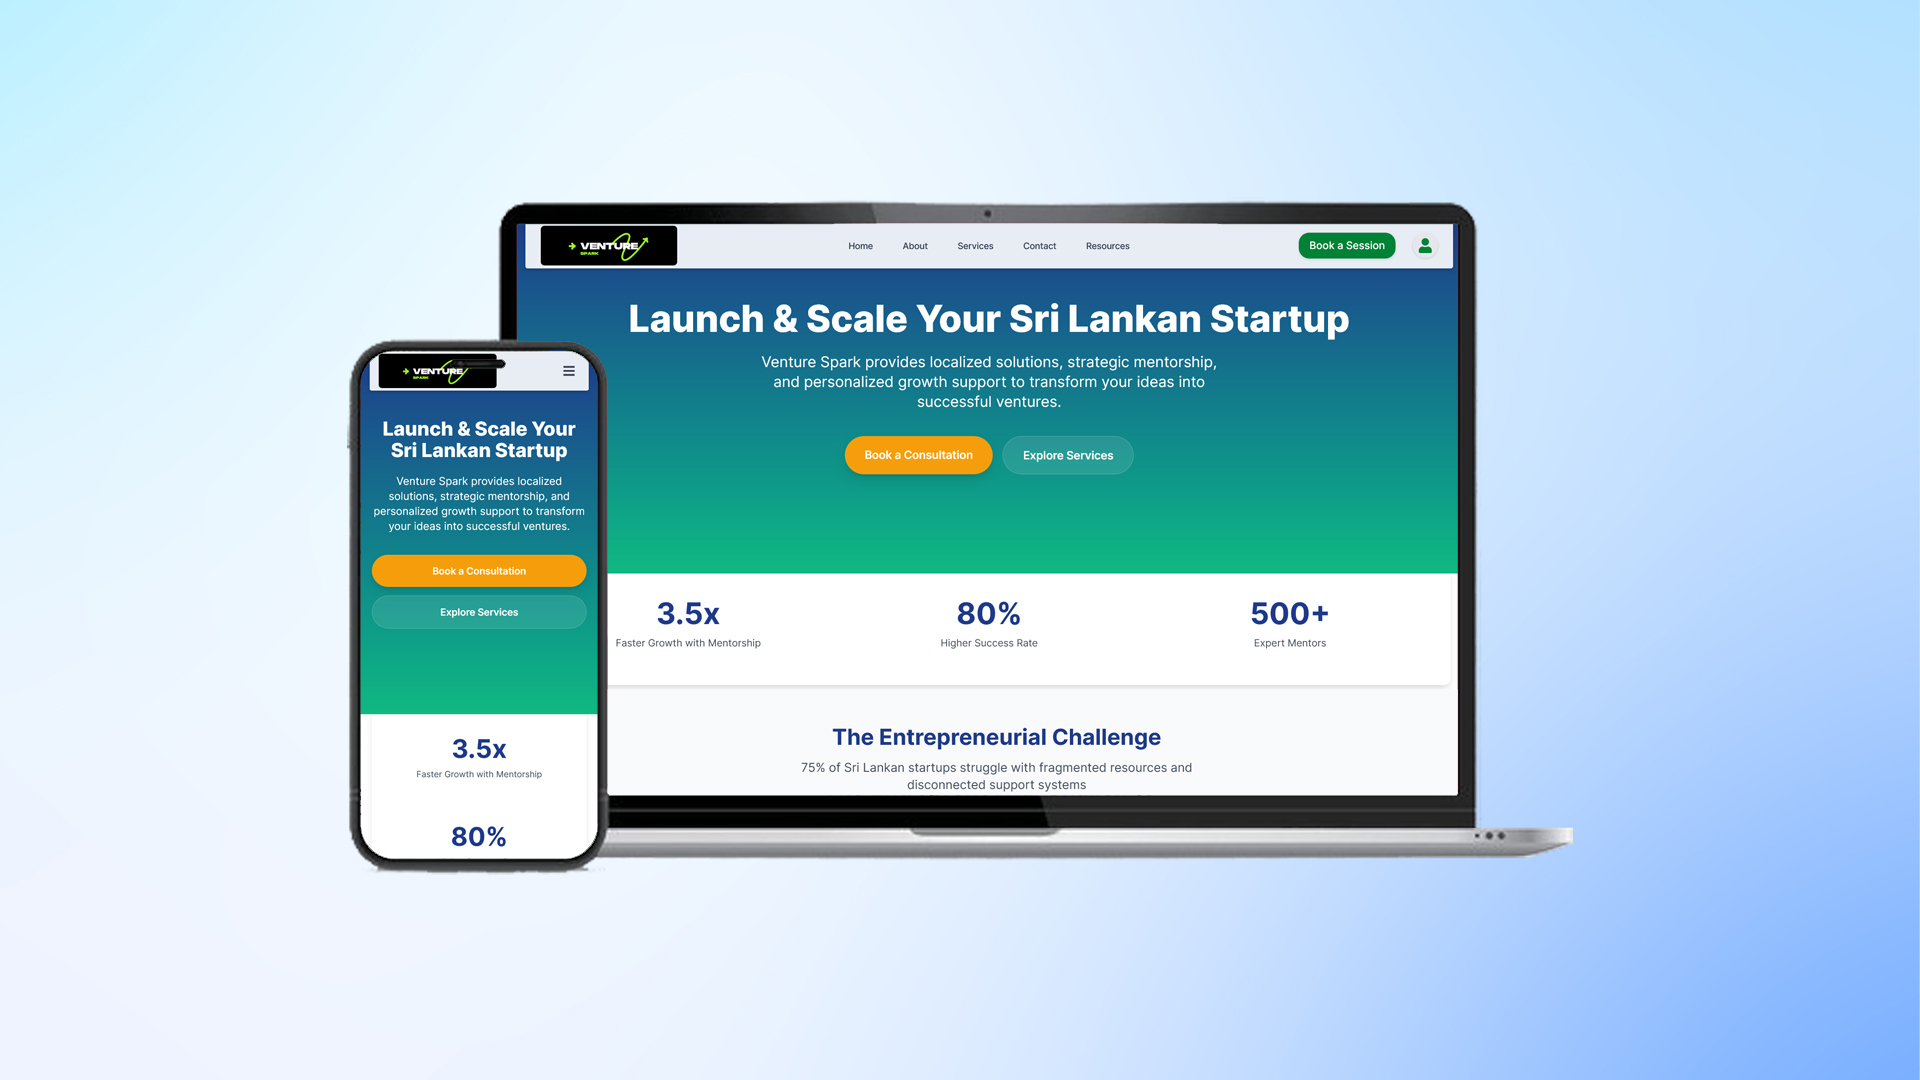 VENTURE
SPARK
Home
About
Services
Contact
Resources
Book a Session
Launch & Scale Your Sri Lankan Startup
Venture Spark provides localized solutions, strategic mentorship,
and personalized growth support to transform your ideas into
successful ventures.
Book a Consultation
Explore Services
3.5x
Faster Growth with Mentorship
80%
Higher Success Rate
500+
Expert Mentors
The Entrepreneurial Challenge
75% of Sri Lankan startups struggle with fragmented resources and
disconnected support systems
VENTURE
SPARK
Launch & Scale Your
Sri Lankan Startup
Venture Spark provides localized
solutions, strategic mentorship, and
personalized growth support to transform
your ideas into successful ventures.
Book a Consultation
Explore Services
3.5x
Faster Growth with Mentorship
80%